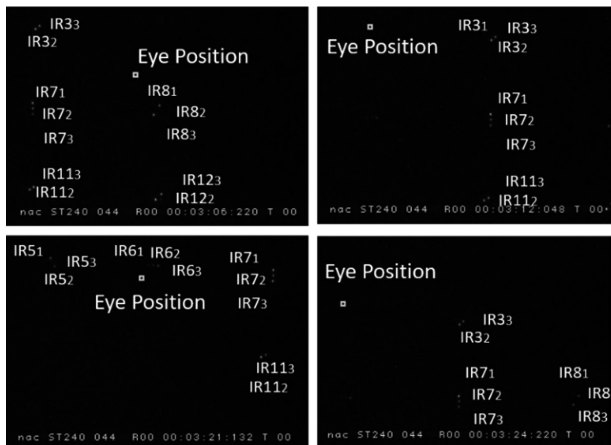 IR33
IR32
Eye Position
IR71
IR72
IR73
IR81
IR82
IR83
IR113
IR112
IR123
IR122
nac ST240 044 R00 00:03:06:220 T 00
IR31
IR33
IR32
Eye Position
IR71
IR72
IR73
IR113
IR112
nac ST240 044 R00 00:03:12:048 T 00
IR51
IR53
IR52
IR61
IR62
IR63
IR71
IR72
IR73
Eye Position
IR113
IR112
nac ST240 044 R00 00:03:21:132 T 00
Eye Position
IR33
IR32
IR71
IR72
IR73
IR81
IR8
IR83
nac ST240 044 R00 00:03:24:220 T 00